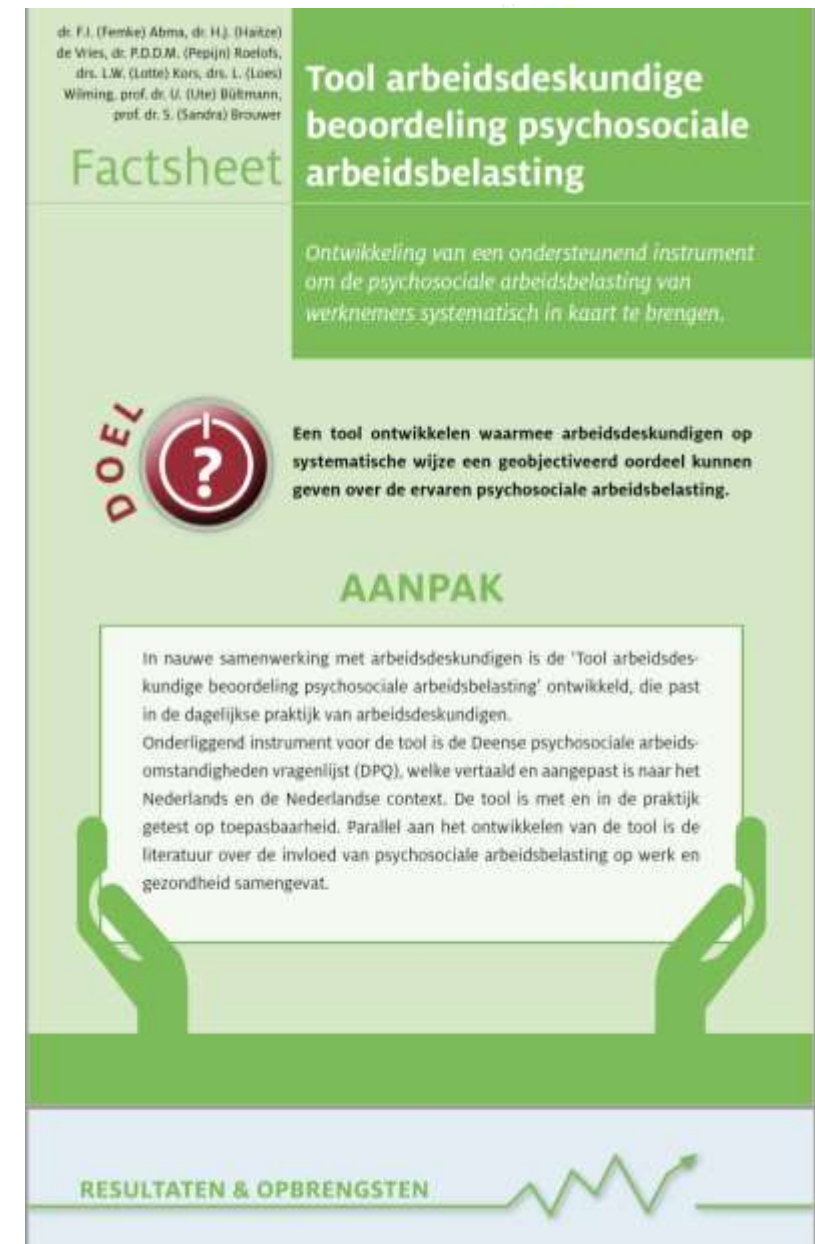 dr. F.I. (Femke) Abma, dr. H.J. (Haitze)
de Vries, dr. P.D.D.M. (Pepijn) Roelofs,
drs. L.W. (Lotte) Kors, drs. L. (Loes)
Wilming, prof. dr. U. (Ute) Bültmann,
prof. dr. S. (Sandra) Brouwer
Factsheet
Tool arbeidsdeskundige
beoordeling psychosociale
arbeidsbelasting
Ontwikkeling van een ondersteunend instrument
om de psychosociale arbeidsbelasting van
werknemers systematisch in kaart te brengen.
DOEL
?
Een tool ontwikkelen waarmee arbeidsdeskundigen op
systematische wijze een geobjectiveerd oordeel kunnen
geven over de ervaren psychosociale arbeidsbelasting.
AANPAK
In nauwe samenwerking met arbeidsdeskundigen is de 'Tool arbeidsdes-
kundige beoordeling psychosociale arbeidsbelasting' ontwikkeld, die past
in de dagelijkse praktijk van arbeidsdeskundigen.
Onderliggend instrument voor de tool is de Deense psychosociale arbeids-
omstandigheden vragenlijst (DPQ), welke vertaald en aangepast is naar het
Nederlands en de Nederlandse context. De tool is met en in de praktijk
getest op toepasbaarheid. Parallel aan het ontwikkelen van de tool is de
literatuur over de invloed van psychosociale arbeidsbelasting op werk en
gezondheid samengevat.
RESULTATEN & OPBRENGSTEN